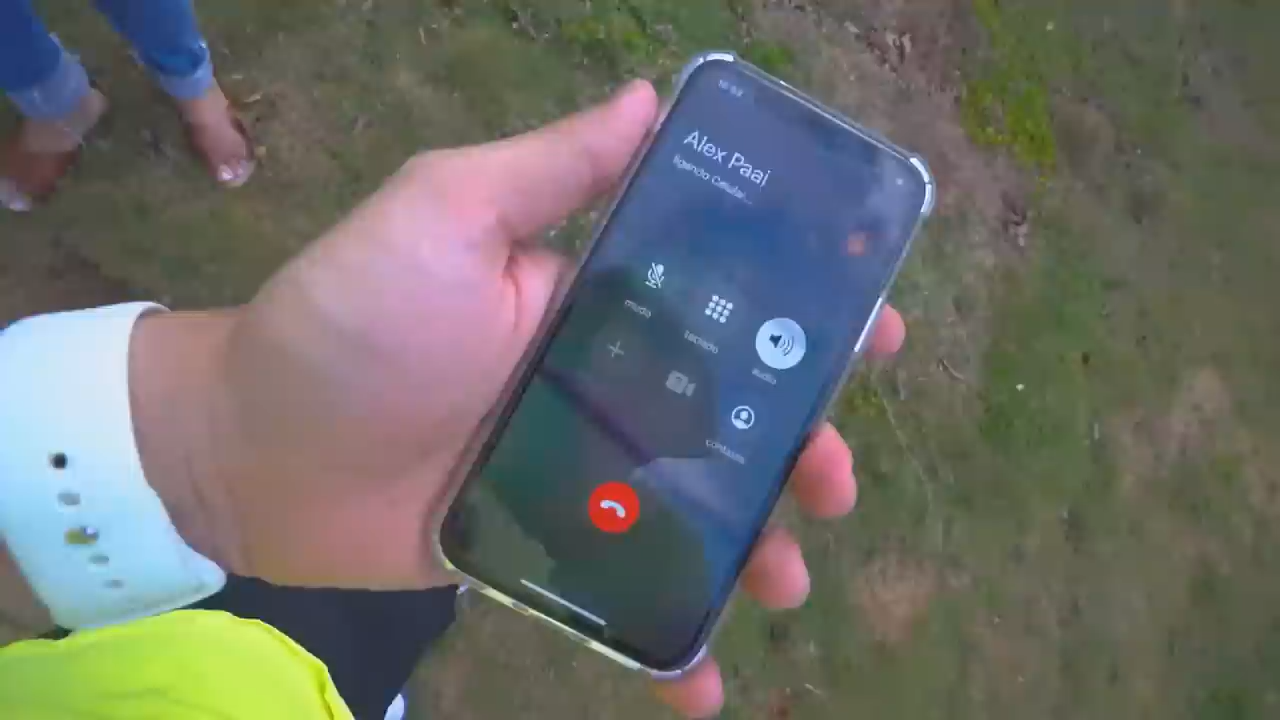 Alex Paai
ligando Celular...
mudo
teclado
áudio
contatos